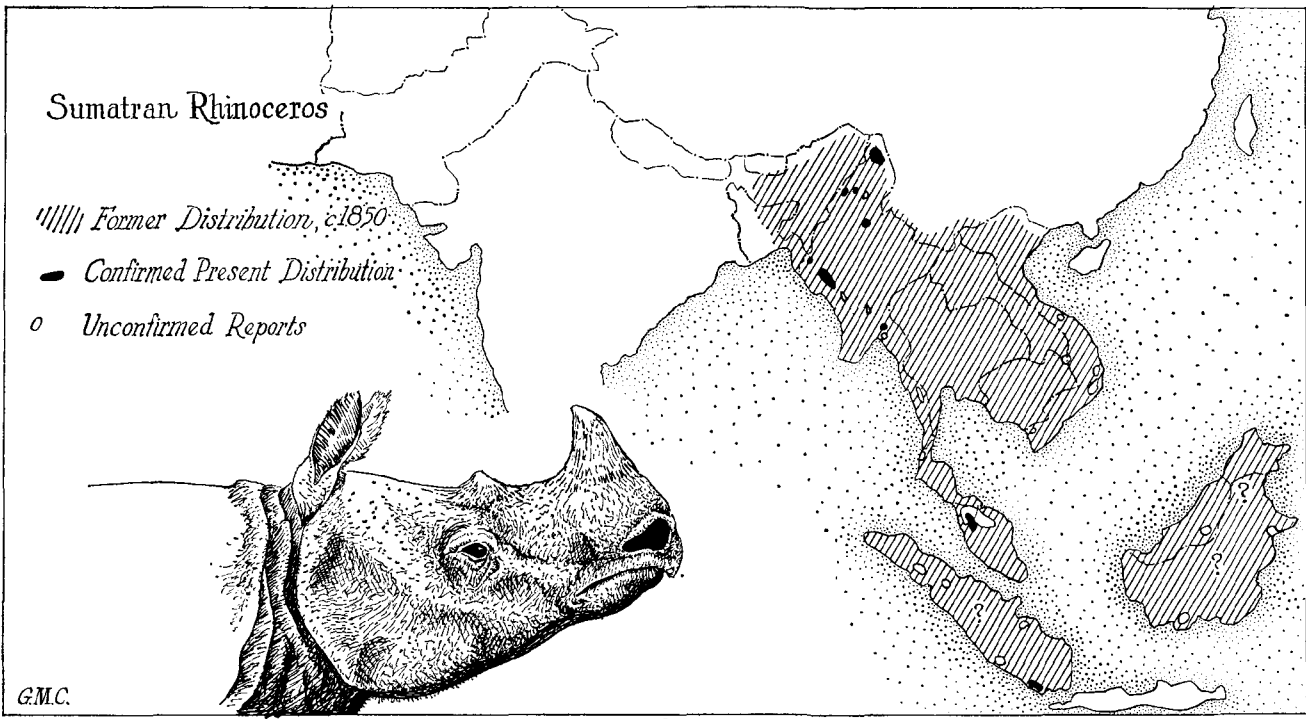 Sumatran Rhinoceros
Former Distribution, c1850
Confirmed Present Distribution
Unconfirmed Reports
?
?
?
G.M.C.